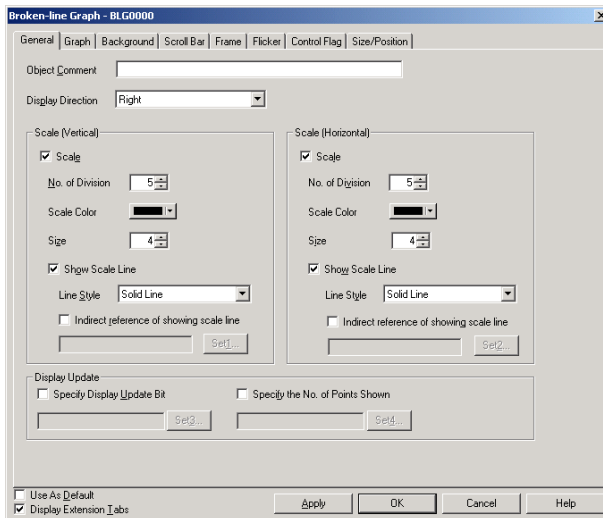 Broken-line Graph - BLG0000
General Graph Background Scroll Bar Frame Flicker Control Flag Size/Position
Object Comment
Display Direction Right
Scale (Vertical) Scale (Horizontal)
Scale Scale
No. of Division 5 No. of Division 5
Scale Color Scale Color
Size 4 Size 4
Show Scale Line Show Scale Line
Line Style Solid Line Line Style Solid Line
Indirect reference of showing scale line Indirect reference of showing scale line
Set1... Set2...
Display Update
Specify Display Update Bit Specify the No. of Points Shown
Set3... Set4...
Use As Default
Display Extension Tabs Apply OK Cancel Help